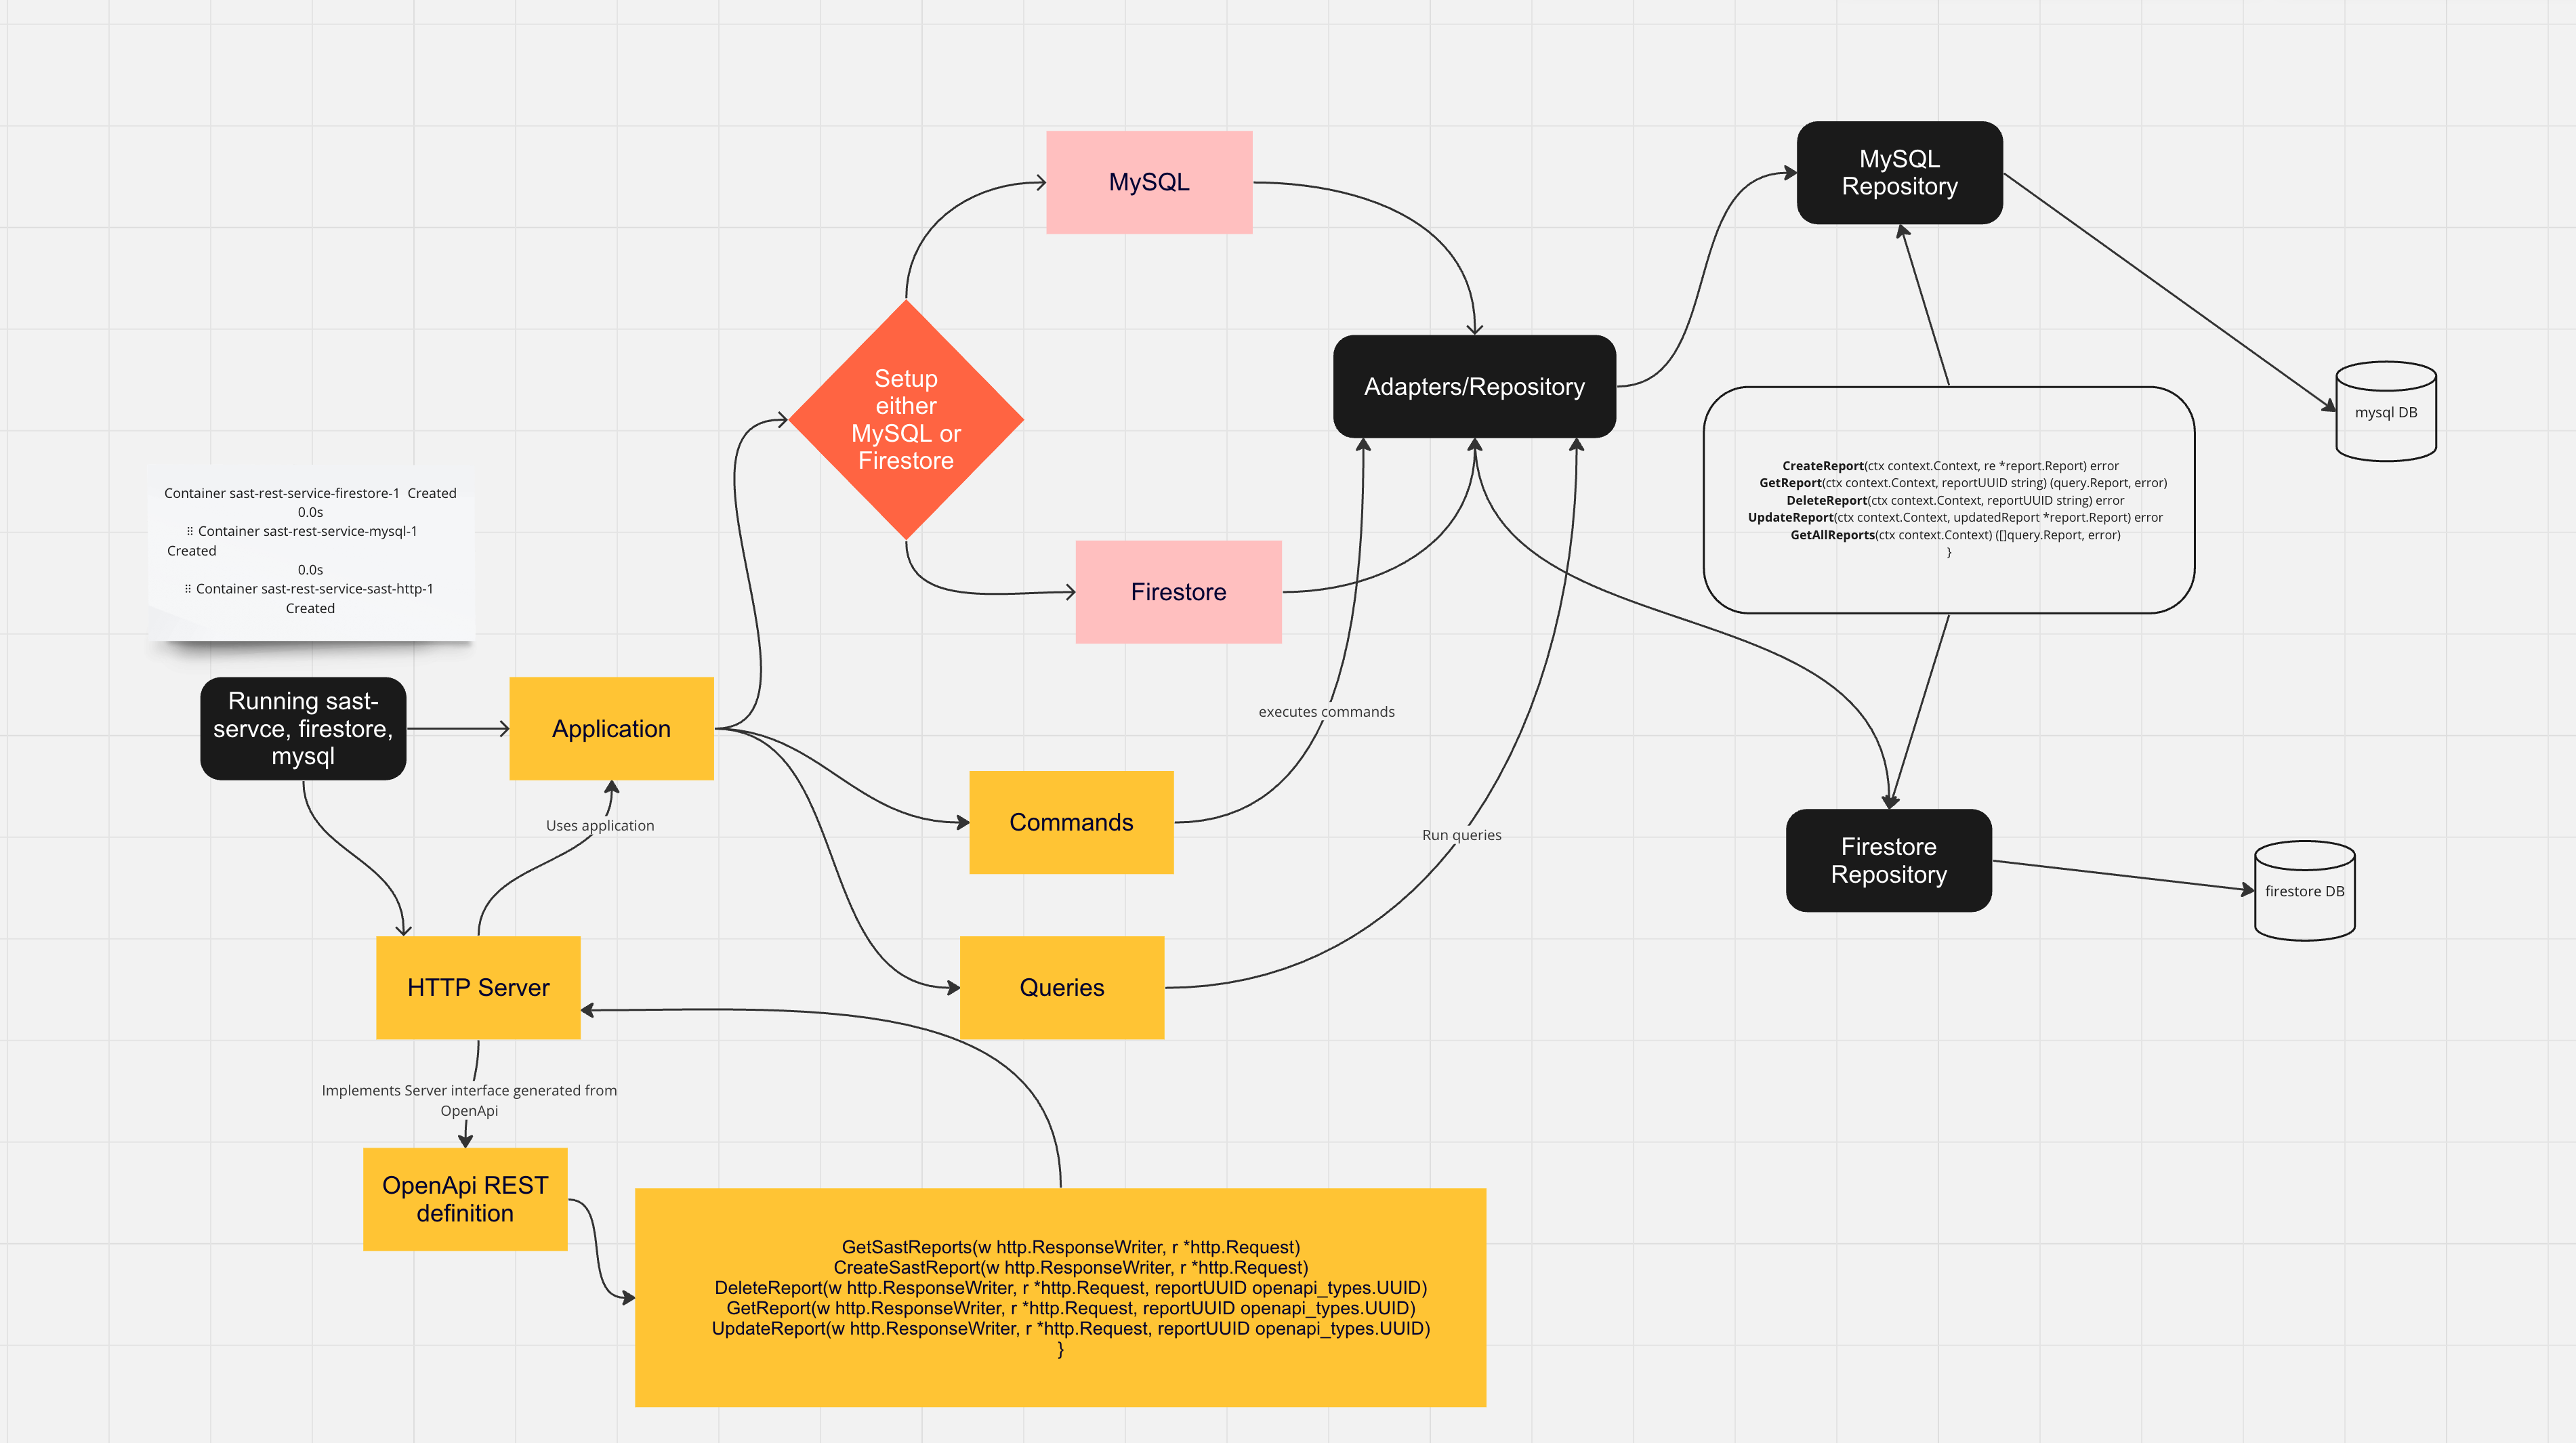 MySQL
MySQL
Repository
Setup
either
MySQL or
Firestore
Adapters/Repository
mysql DB
CreateReport(ctx context.Context, re *report.Report) error
GetReport(ctx context.Context, reportUUID string) (query.Report, error)
DeleteReport(ctx context.Context, reportUUID string) error
UpdateReport(ctx context.Context, updatedReport *report.Report) error
GetAllReports(ctx context.Context) ([]query.Report, error)
}
Container sast-rest-service-firestore-1  Created
0.0s
⠿ Container sast-rest-service-mysql-1
Created
0.0s
⠿ Container sast-rest-service-sast-http-1
Created
Firestore
Running sast-
servce, firestore,
mysql
Application
executes commands
Uses application
Commands
Run queries
Firestore
Repository
firestore DB
HTTP Server
Queries
Implements Server interface generated from
OpenApi
OpenApi REST
definition
GetSastReports(w http.ResponseWriter, r *http.Request)
CreateSastReport(w http.ResponseWriter, r *http.Request)
DeleteReport(w http.ResponseWriter, r *http.Request, reportUUID openapi_types.UUID)
GetReport(w http.ResponseWriter, r *http.Request, reportUUID openapi_types.UUID)
UpdateReport(w http.ResponseWriter, r *http.Request, reportUUID openapi_types.UUID)
}